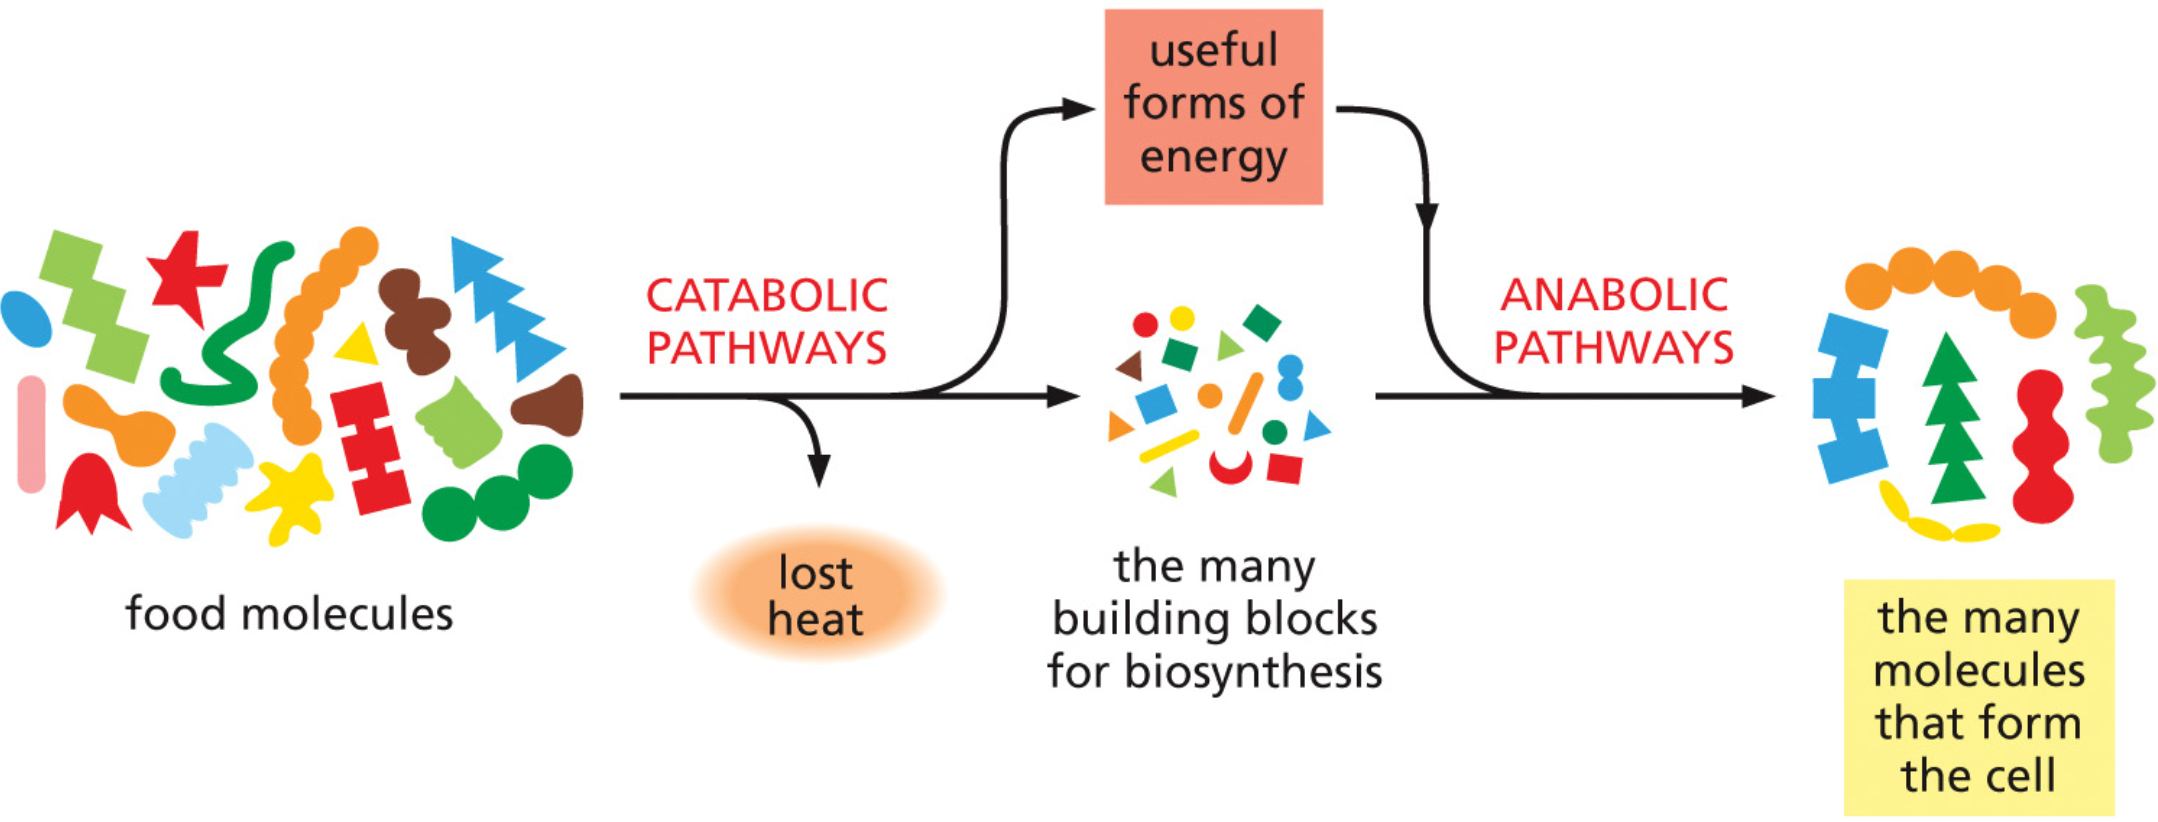 useful
forms of
energy
CATABOLIC
PATHWAYS
ANABOLIC
PATHWAYS
food molecules
lost
heat
the many
building blocks
for biosynthesis
the many
molecules
that form
the cell